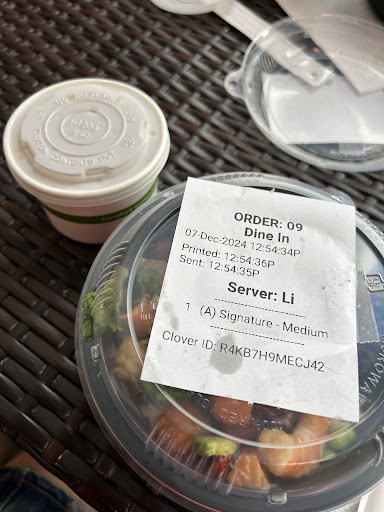 ORDER: 09
Dine In
07-Dec-2024 12:54:34P
Printed: 12:54:36P
Sent: 12:54:35P
Server: Li
1 (A) Signature - Medium
Clover ID: R4KB7H9MECJ42